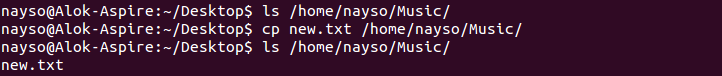 nayso@Alok-Aspire:~/Desktop$ ls /home/nayso/Music/
nayso@Alok-Aspire:~/Desktop$ cp new.txt /home/nayso/Music/
nayso@Alok-Aspire:~/Desktop$ ls /home/nayso/Music/
new.txt